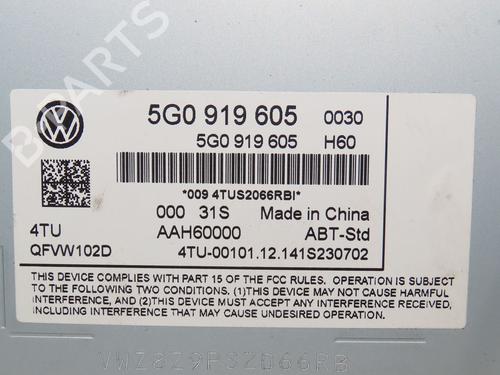 B-PARTS
5G0 919 605 0030
5G0 919 605 H60
*009 4TUS2066RBI*
000 31S Made in China
4TU AAH60000 ABT-Std
QFVW102D 4TU-00101.12.141S230702
THIS DEVICE COMPLIES WITH PART 15 OF THE FCC RULES. OPERATION IS SUBJECT
TO THE FOLLOWING TWO CONDITIONS. (1)THIS DEVICE MAY NOT CAUSE HARMFUL
INTERFERENCE, AND (2)THIS DEVICE MUST ACCEPT ANY INTERFERENCE RECEIVED,
INCLUDING INTERFERENCE THAT MAY CAUSE UNDESIRED OPERATION.